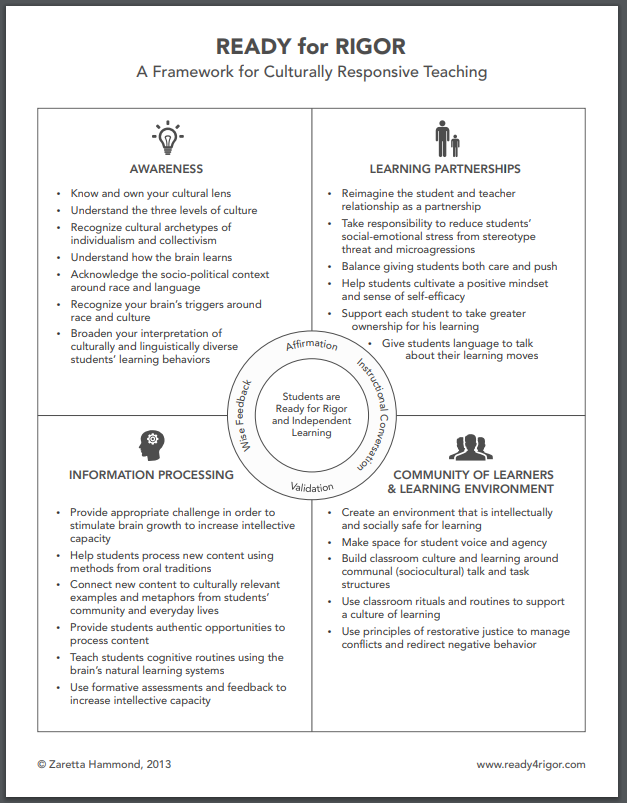 READY for RIGOR
A Framework for Culturally Responsive Teaching
AWARENESS
• Know and own your cultural lens
• Understand the three levels of culture
• Recognize cultural archetypes of
individualism and collectivism
• Understand how the brain learns
• Acknowledge the socio-political context
around race and language
• Recognize your brain's triggers around
race and culture
• Broaden your interpretation of
culturally and linguistically diverse
students' learning behaviors
LEARNING PARTNERSHIPS
• Reimagine the student and teacher
relationship as a partnership
• Take responsibility to reduce students'
social-emotional stress from stereotype
threat and microagressions
• Balance giving students both care and push
• Help students cultivate a positive mindset
and sense of self-efficacy
• Support each student to take greater
ownership for his learning
• Give students language to talk
about their learning moves
Affirmation
Instructional Conversation
Validation
Wise Feedback
Students are
Ready for Rigor
and Independent
Learning
INFORMATION PROCESSING
• Provide appropriate challenge in order to
stimulate brain growth to increase intellective
capacity
• Help students process new content using
methods from oral traditions
• Connect new content to culturally relevant
examples and metaphors from students'
community and everyday lives
• Provide students authentic opportunities to
process content
• Teach students cognitive routines using the
brain's natural learning systems
• Use formative assessments and feedback to
increase intellective capacity
COMMUNITY OF LEARNERS
& LEARNING ENVIRONMENT
• Create an environment that is intellectually
and socially safe for learning
• Make space for student voice and agency
• Build classroom culture and learning around
communal (sociocultural) talk and task
structures
• Use classroom rituals and routines to support
a culture of learning
• Use principles of restorative justice to manage
conflicts and redirect negative behavior
© Zaretta Hammond, 2013
www.ready4rigor.com